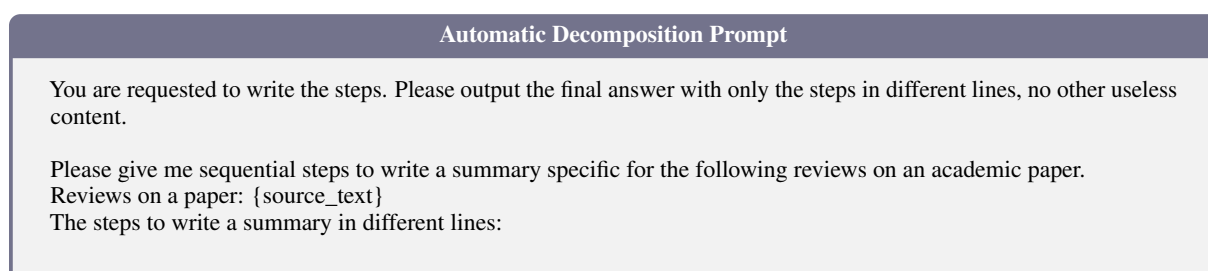 Automatic Decomposition Prompt
You are requested to write the steps. Please output the final answer with only the steps in different lines, no other useless
content.
Please give me sequential steps to write a summary specific for the following reviews on an academic paper.
Reviews on a paper: {source_text}
The steps to write a summary in different lines: